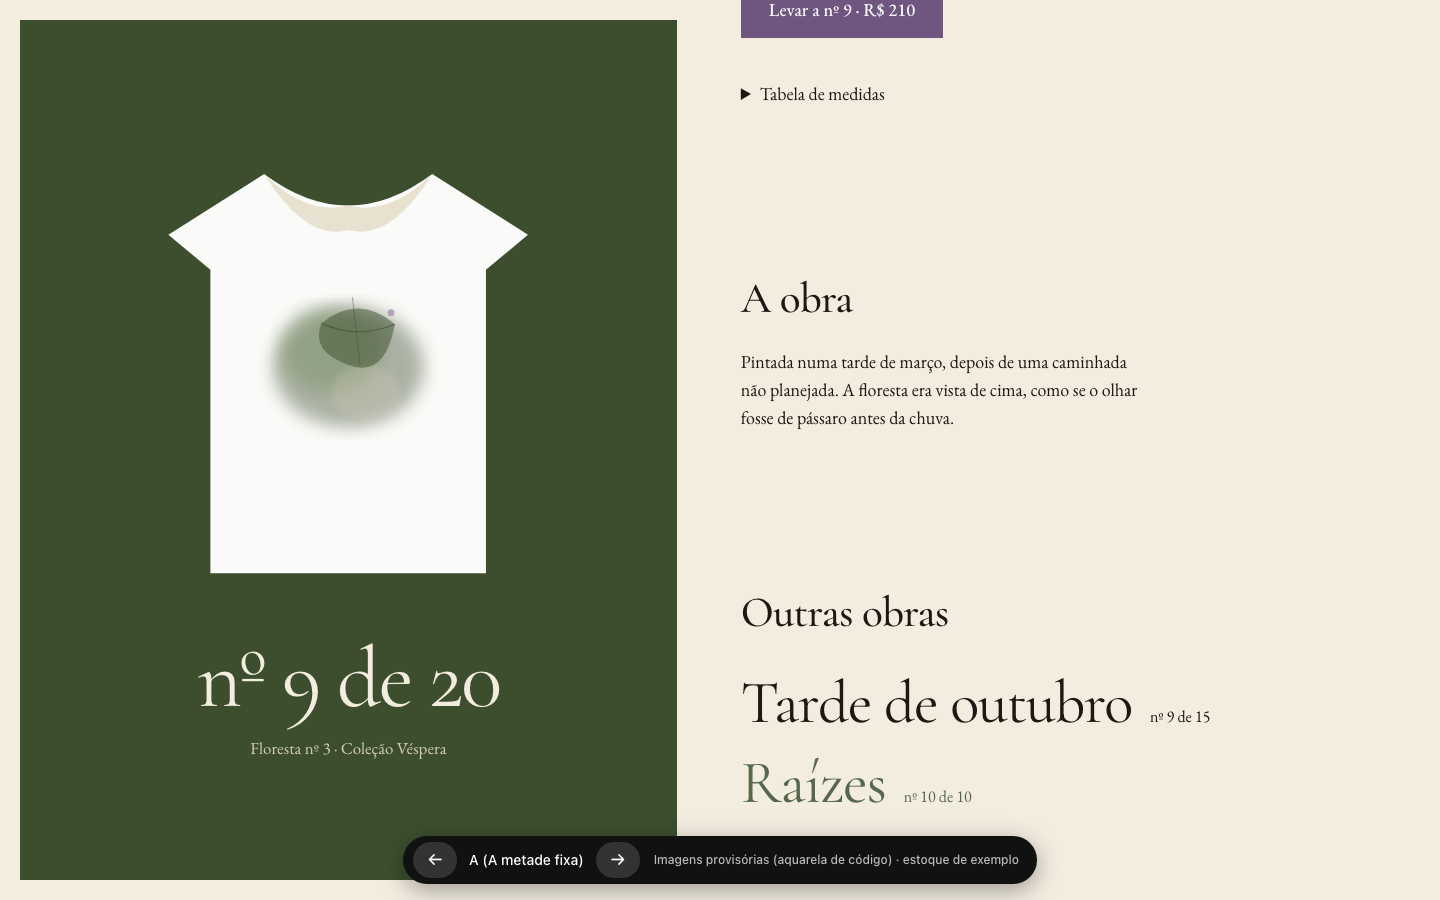 Levar a nº 9 · R$ 210
Tabela de medidas
A obra
Pintada numa tarde de março, depois de uma caminhada
não planejada. A floresta era vista de cima, como se o olhar
fosse de pássaro antes da chuva.
Outras obras
Tarde de outubro nº 9 de 15
Raízes nº 10 de 10
nº 9 de 20
Floresta nº 3 · Coleção Véspera
A (A metade fixa)
Imagens provisórias (aquarela de código) · estoque de exemplo